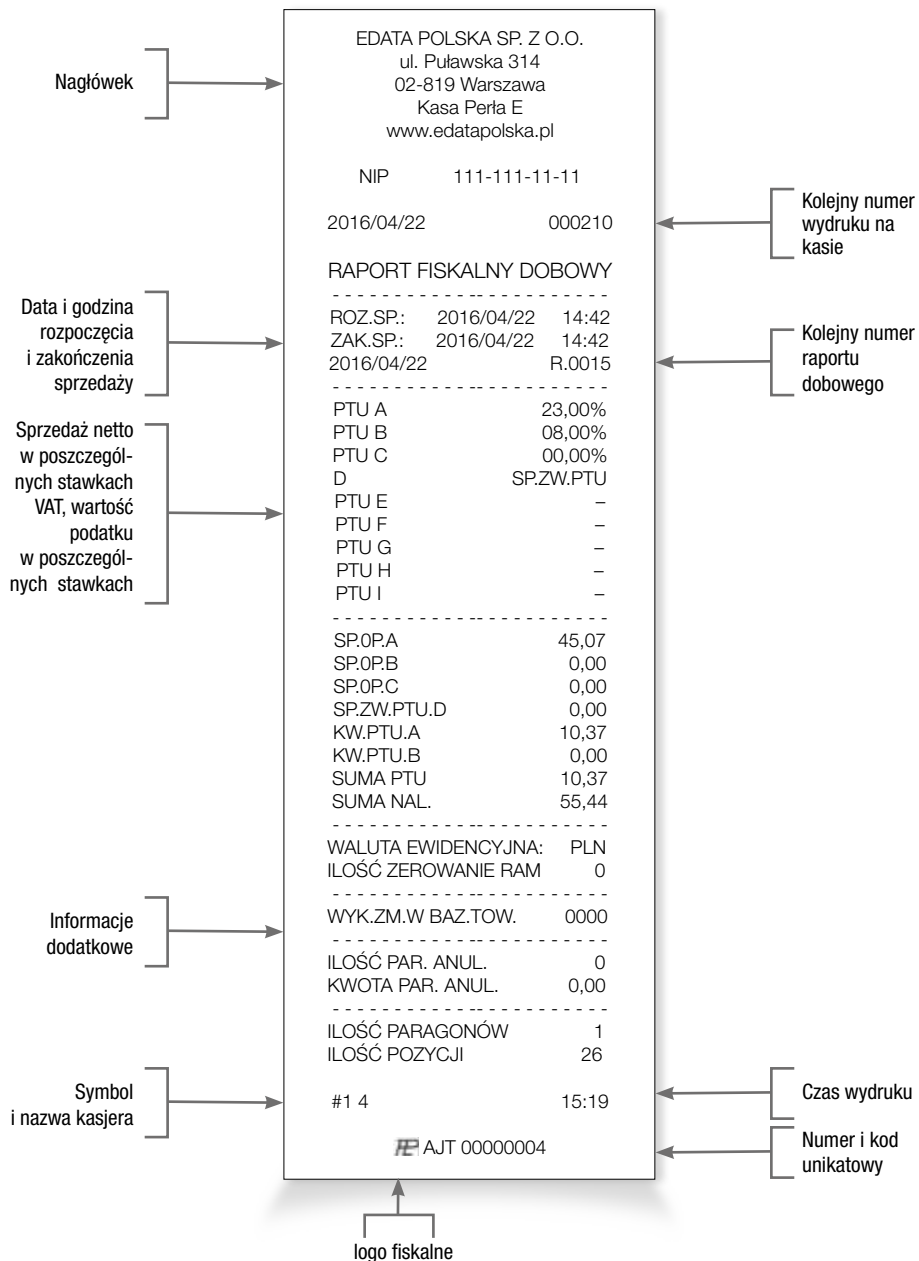 EDATA POLSKA SP. Z O.O.
ul. Puławska 314
02-819 Warszawa
Kasa Perła E
www.edatapolska.pl
Nagłówek
NIP 111-111-11-11
2016/04/22 000210
Kolejny numer
wydruku na
kasie
RAPORT FISKALNY DOBOWY
Data i godzina
rozpoczęcia
i zakończenia
sprzedaży
ROZ.SP.: 2016/04/22 14:42
ZAK.SP.: 2016/04/22 14:42
2016/04/22 R.0015
Kolejny numer
raportu
dobowego
Sprzedaż netto
w poszczegól-
nych stawkach
VAT, wartość
podatku
w poszczegól-
nych stawkach
PTU A 23,00%
PTU B 08,00%
PTU C 00,00%
D SP.ZW.PTU
PTU E –
PTU F –
PTU G –
PTU H –
PTU I –
SP.0P.A 45,07
SP.0P.B 0,00
SP.0P.C 0,00
SP.ZW.PTU.D 0,00
KW.PTU.A 10,37
KW.PTU.B 0,00
SUMA PTU 10,37
SUMA NAL. 55,44
WALUTA EWIDENCYJNA: PLN
ILOŚĆ ZEROWANIE RAM 0
Informacje
dodatkowe
WYK.ZM.W BAZ.TOW. 0000
ILOŚĆ PAR. ANUL. 0
KWOTA PAR. ANUL. 0,00
ILOŚĆ PARAGONÓW 1
ILOŚĆ POZYCJI 26
Symbol
i nazwa kasjera
#1 4 15:19
Czas wydruku
AJT 00000004
Numer i kod
unikatowy
logo fiskalne